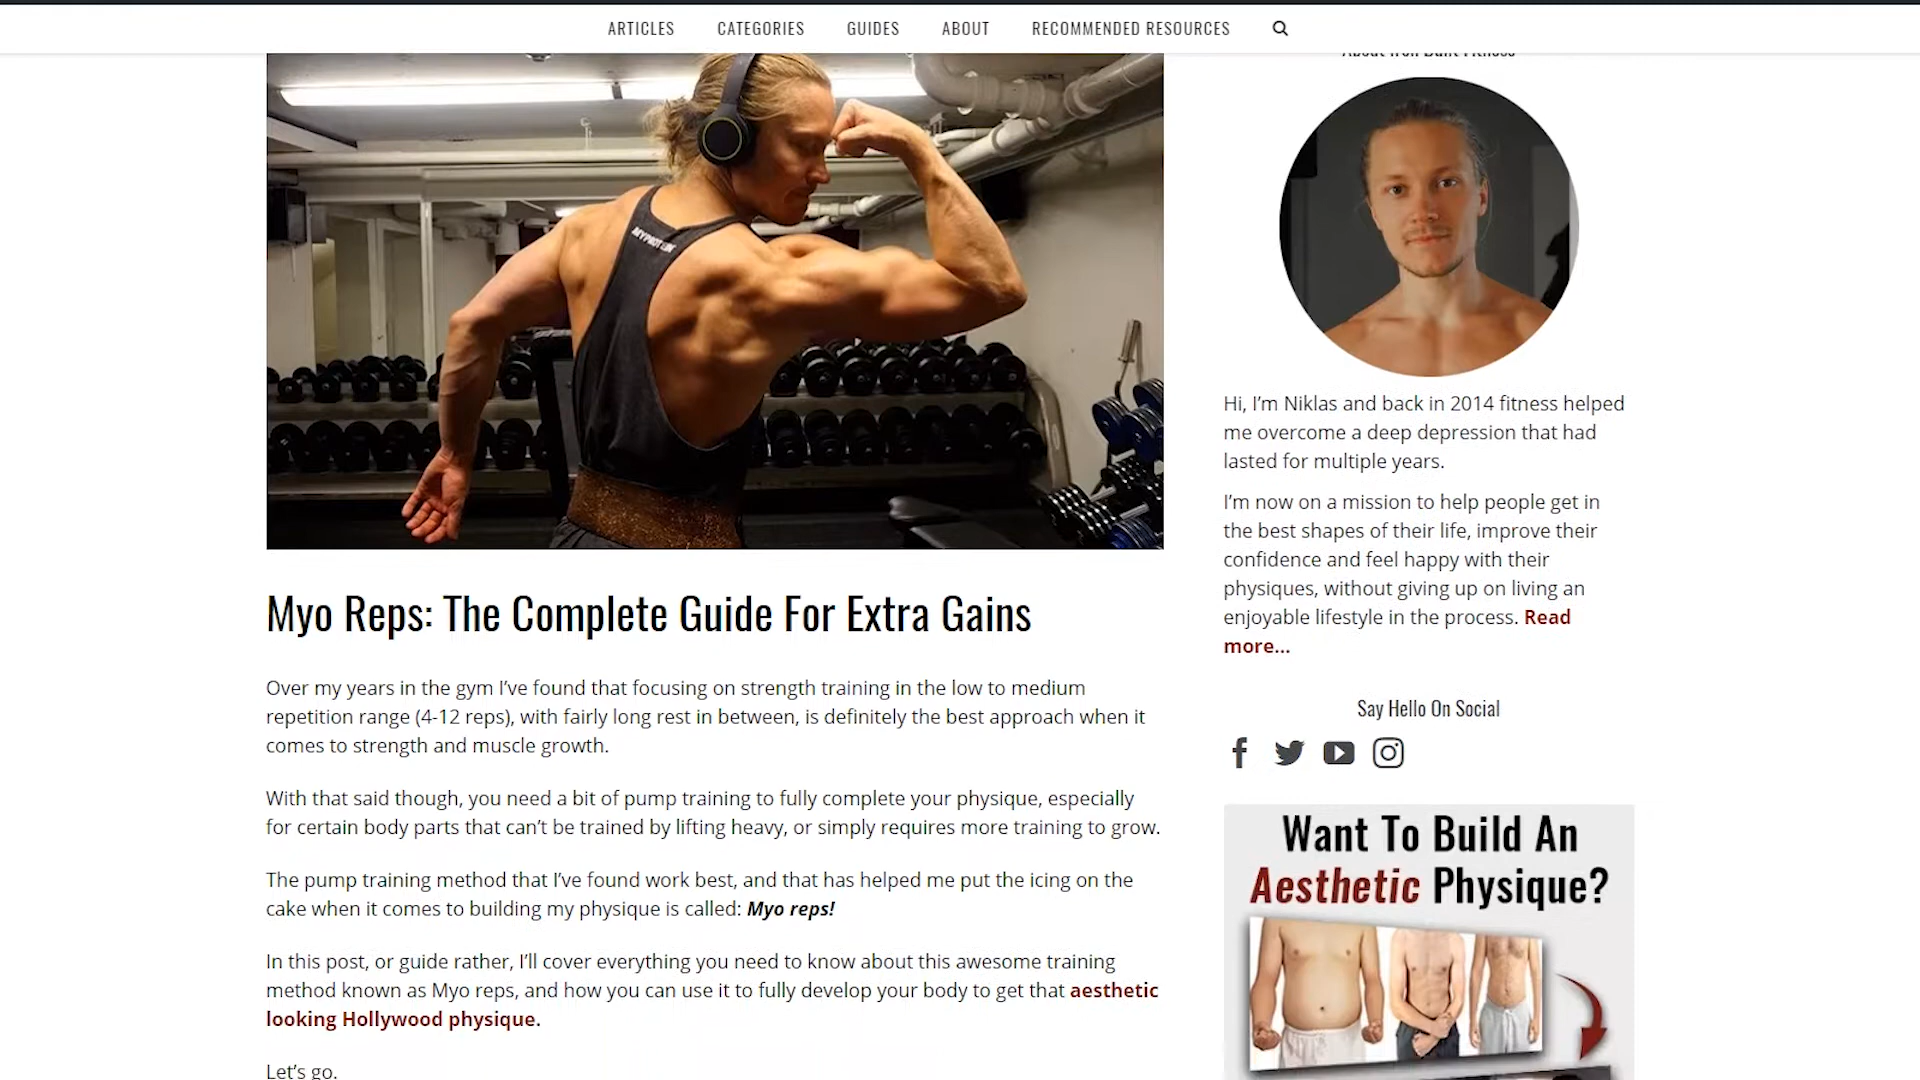 ARTICLES CATEGORIES GUIDES ABOUT RECOMMENDED RESOURCES
About Iron Built Fitness
MYPROTEIN
Myo Reps: The Complete Guide For Extra Gains
Over my years in the gym I’ve found that focusing on strength training in the low to medium
repetition range (4-12 reps), with fairly long rest in between, is definitely the best approach when it
comes to strength and muscle growth.
With that said though, you need a bit of pump training to fully complete your physique, especially
for certain body parts that can’t be trained by lifting heavy, or simply requires more training to grow.
The pump training method that I’ve found work best, and that has helped me put the icing on the
cake when it comes to building my physique is called: Myo reps!
In this post, or guide rather, I’ll cover everything you need to know about this awesome training
method known as Myo reps, and how you can use it to fully develop your body to get that aesthetic
looking Hollywood physique.
Let’s go.
Hi, I’m Niklas and back in 2014 fitness helped
me overcome a deep depression that had
lasted for multiple years.
I’m now on a mission to help people get in
the best shapes of their life, improve their
confidence and feel happy with their
physiques, without giving up on living an
enjoyable lifestyle in the process. Read
more...
Say Hello On Social
Want To Build An
Aesthetic Physique?